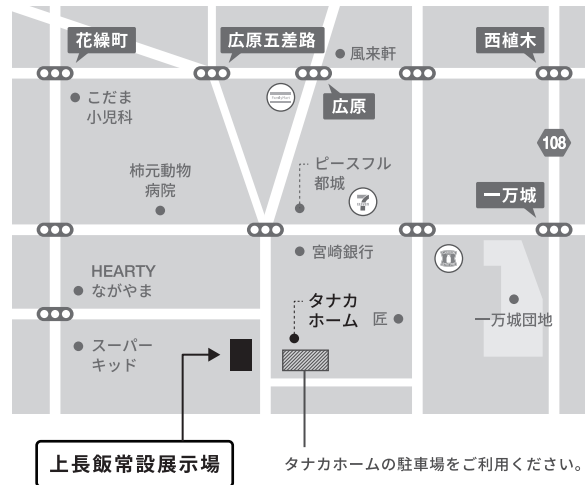 花繰町
広原五差路
西植木
風来軒
広原
こだま
小児科
108
柿元動物
病院
ピースフル
都城
7
一万城
宮崎銀行
HEARTY
ながやま
タナカ
ホーム
匠
一万城団地
スーパー
キッド
上長飯常設展示場
タナカホームの駐車場をご利用ください。